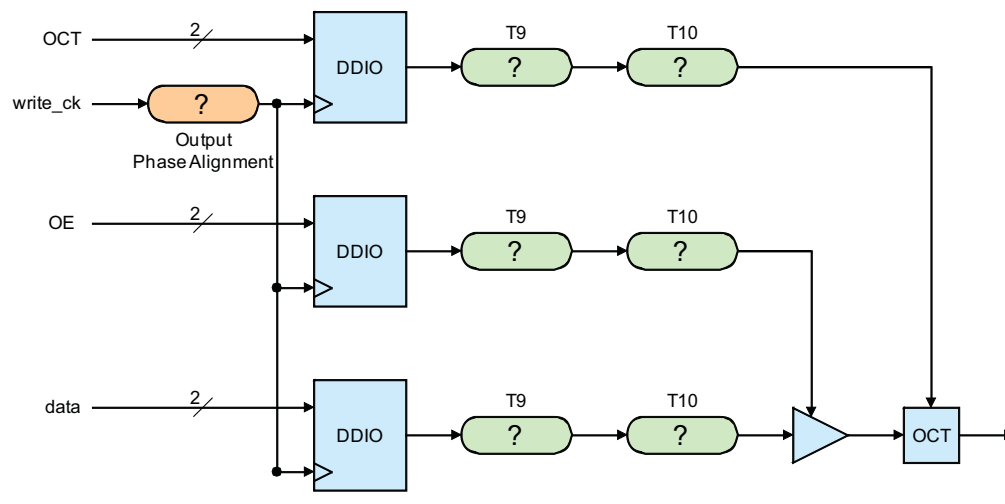 OCT
2
DDIO
T9
?
T10
?
write_ck
?
Output
Phase Alignment
OE
2
DDIO
T9
?
T10
?
data
2
DDIO
T9
?
T10
?
OCT